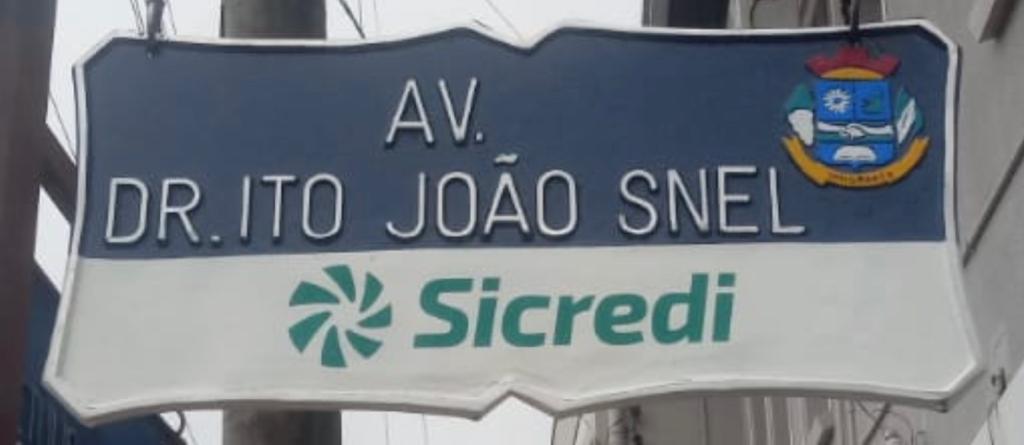 AV.
DR. ITO JOÃO SNEL
Sicredi